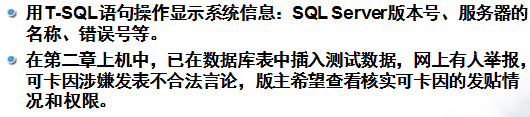 用T-SQL语句操作显示系统信息：SQL Server版本号、服务器的
名称、错误号等。
在第二章上机中，已在数据库表中插入测试数据，网上有人举报，
可卡因涉嫌发表不合法言论，版主希望查看核实可卡因的发贴情
况和权限。